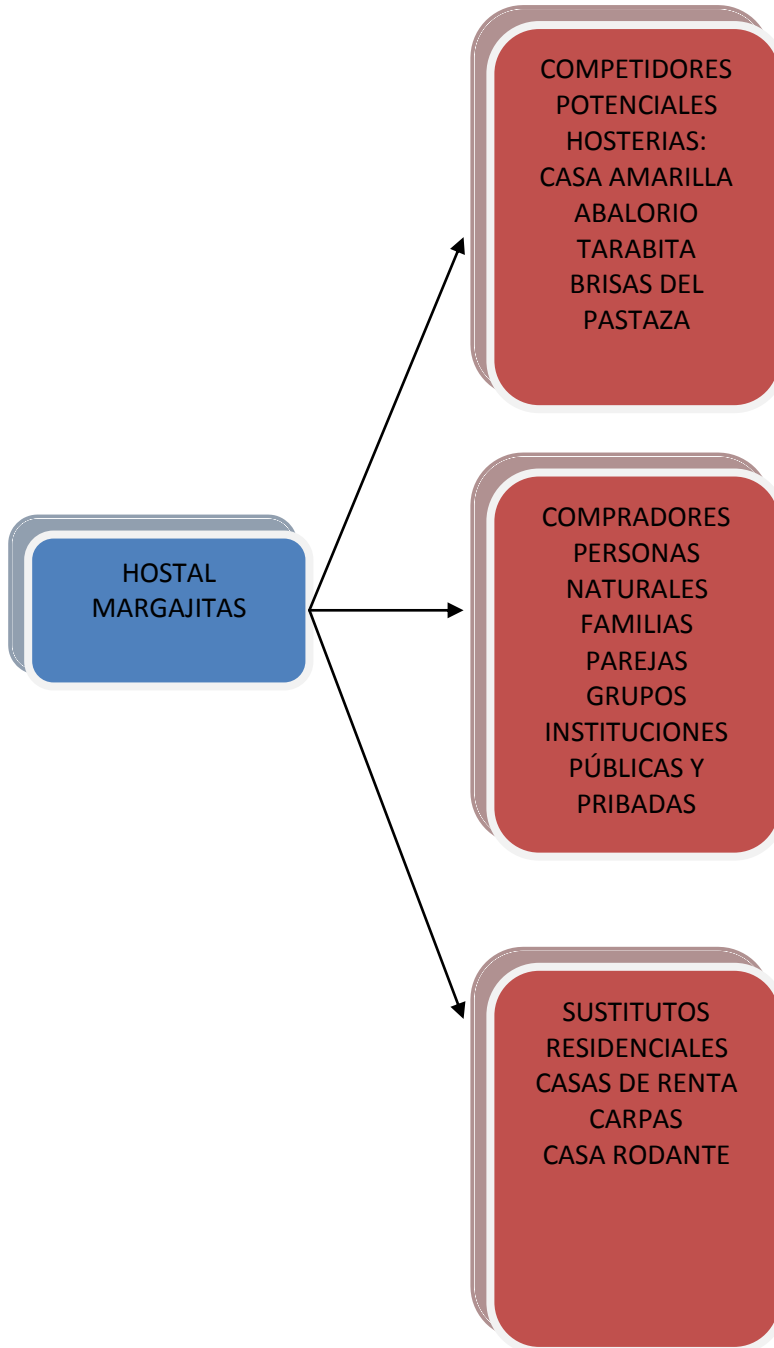 COMPETIDORES
POTENCIALES
HOSTERIAS:
CASA AMARILLA
ABALORIO
TARABITA
BRISAS DEL
PASTAZA
HOSTAL
MARGAJITAS
COMPRADORES
PERSONAS
NATURALES
FAMILIAS
PAREJAS
GRUPOS
INSTITUCIONES
PÚBLICAS Y
PRIBADAS
SUSTITUTOS
RESIDENCIALES
CASAS DE RENTA
CARPAS
CASA RODANTE